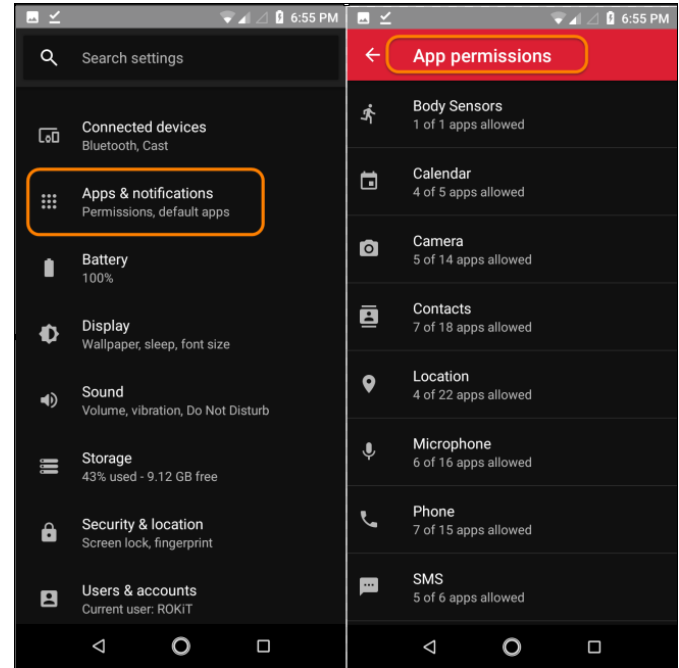 6:55 PM
Search settings
Connected devices
Bluetooth, Cast
Apps & notifications
Permissions, default apps
Battery
100%
Display
Wallpaper, sleep, font size
Sound
Volume, vibration, Do Not Disturb
Storage
43% used - 9.12 GB free
Security & location
Screen lock, fingerprint
Users & accounts
Current user: ROKiT
6:55 PM
App permissions
Body Sensors
1 of 1 apps allowed
Calendar
4 of 5 apps allowed
Camera
5 of 14 apps allowed
Contacts
7 of 18 apps allowed
Location
4 of 22 apps allowed
Microphone
6 of 16 apps allowed
Phone
7 of 15 apps allowed
SMS
5 of 6 apps allowed